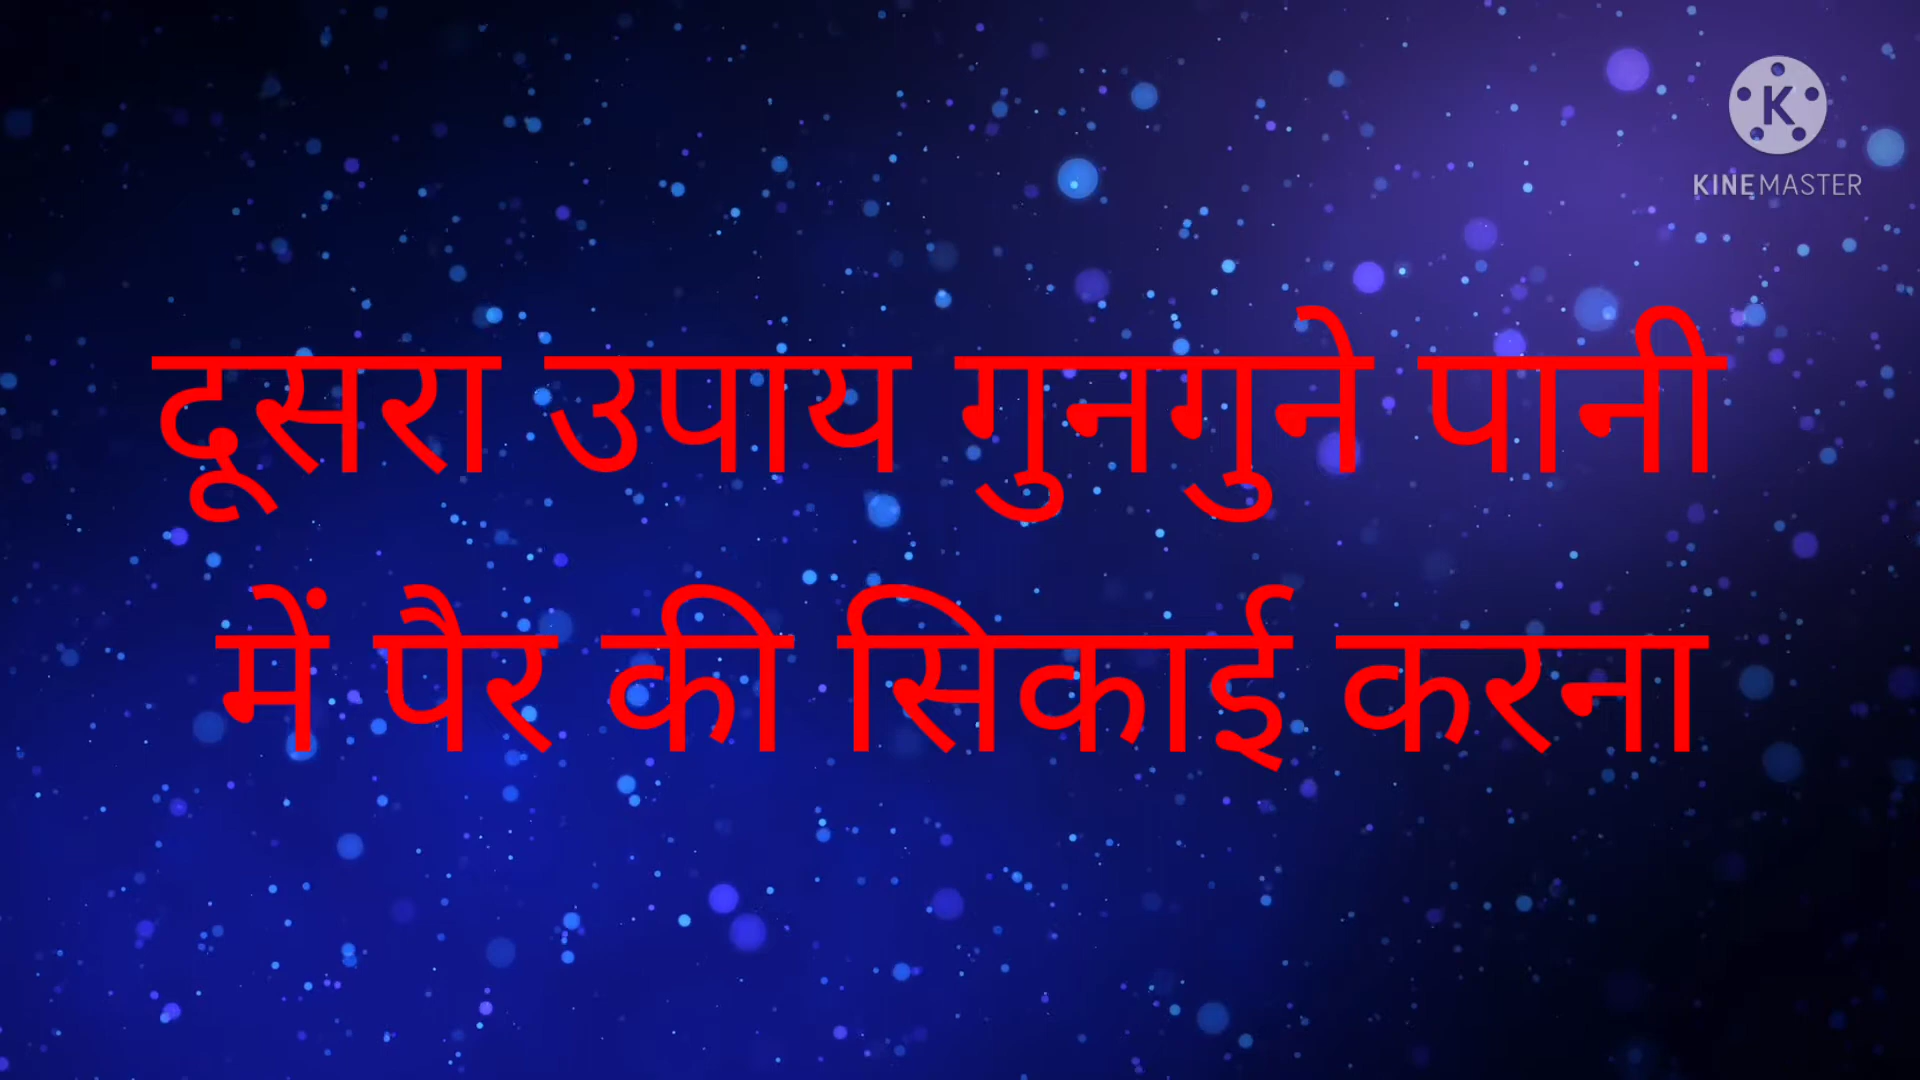 KINEMASTER
दूसरा उपाय गुनगुने पानी
में पैर की सिकाई करना